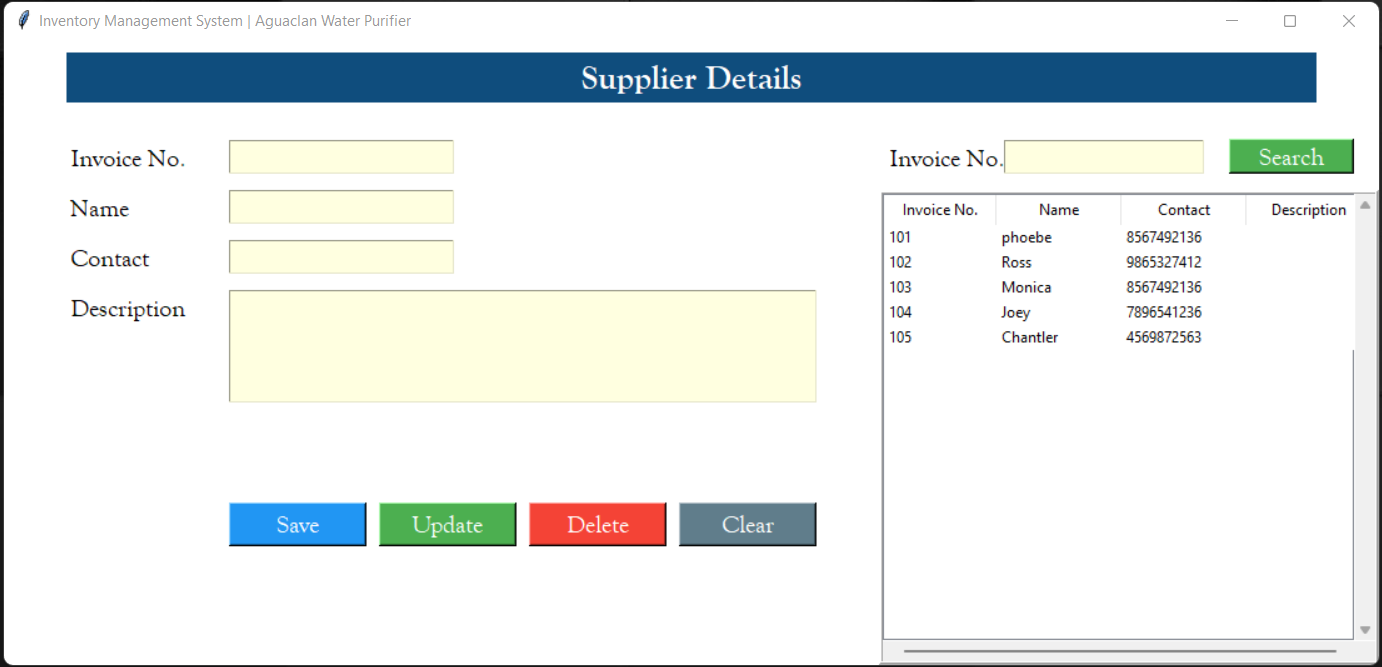 Inventory Management System | Aguaclan Water Purifier
Supplier Details
Invoice No.
Name
Contact
Description
Save Update Delete Clear
Invoice No. Search
Invoice No. Name Contact Description
101 phoebe 8567492136
102 Ross 9865327412
103 Monica 8567492136
104 Joey 7896541236
105 Chantler 4569872563